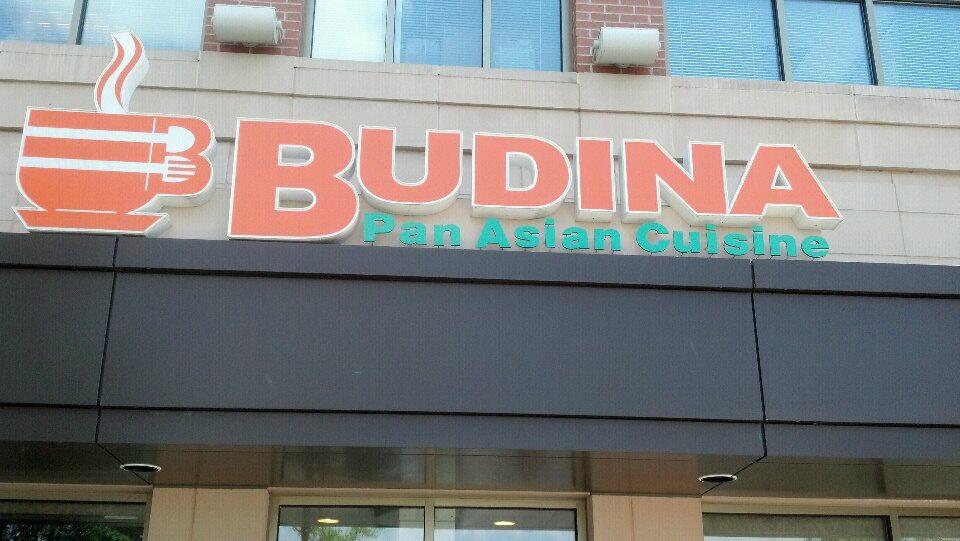 BUDINA
Pan Asian Cuisine